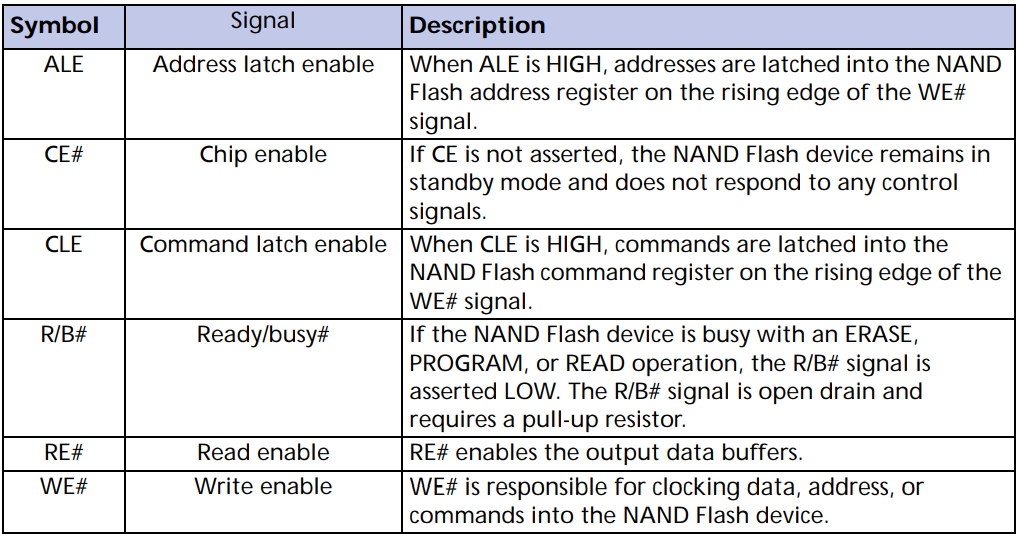 Symbol Signal Description
ALE Address latch enable When ALE is HIGH, addresses are latched into the NAND
Flash address register on the rising edge of the WE#
signal.
CE# Chip enable If CE is not asserted, the NAND Flash device remains in
standby mode and does not respond to any control
signals.
CLE Command latch enable When CLE is HIGH, commands are latched into the
NAND Flash command register on the rising edge of the
WE# signal.
R/B# Ready/busy# If the NAND Flash device is busy with an ERASE,
PROGRAM, or READ operation, the R/B# signal is
asserted LOW. The R/B# signal is open drain and
requires a pull-up resistor.
RE# Read enable RE# enables the output data buffers.
WE# Write enable WE# is responsible for clocking data, address, or
commands into the NAND Flash device.